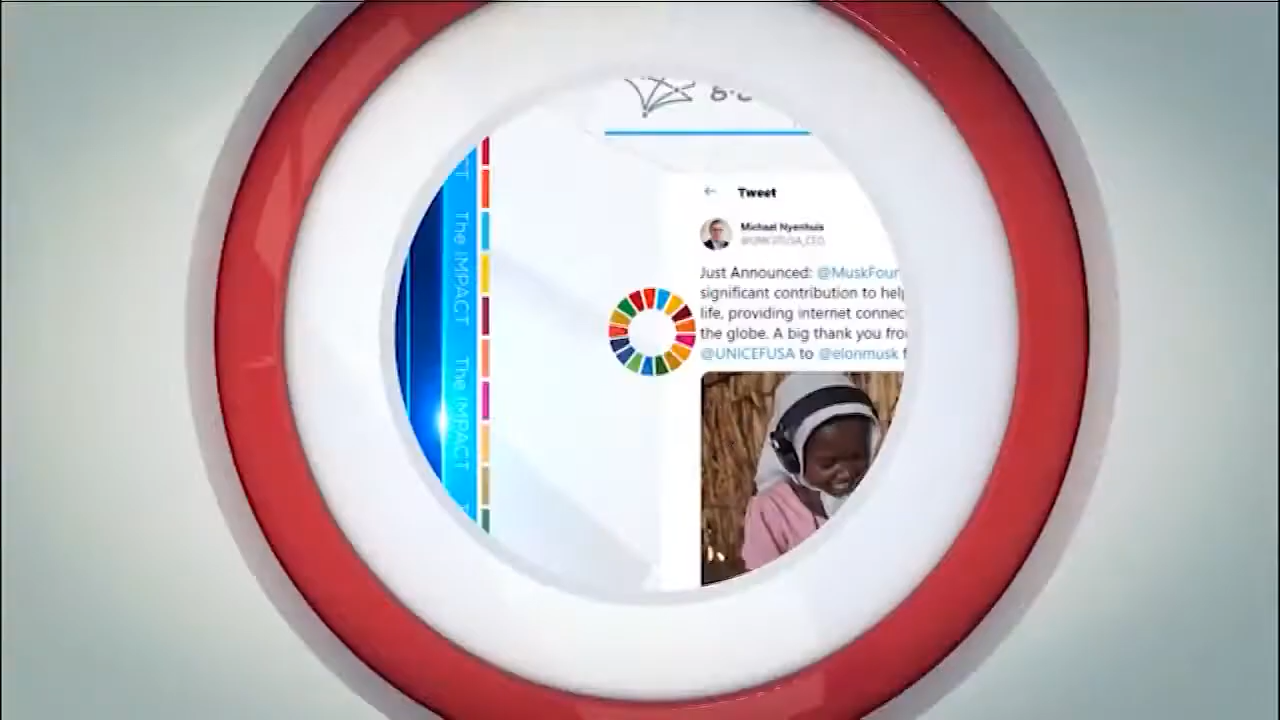 Tweet
Michael Nyenhuis
@UNICEFUSA_CEO
Just Announced: @MuskFour
significant contribution to help
life, providing internet connec
the globe. A big thank you fro
@UNICEFUSA to @elonmusk f
The IMPACT
The IMPACT